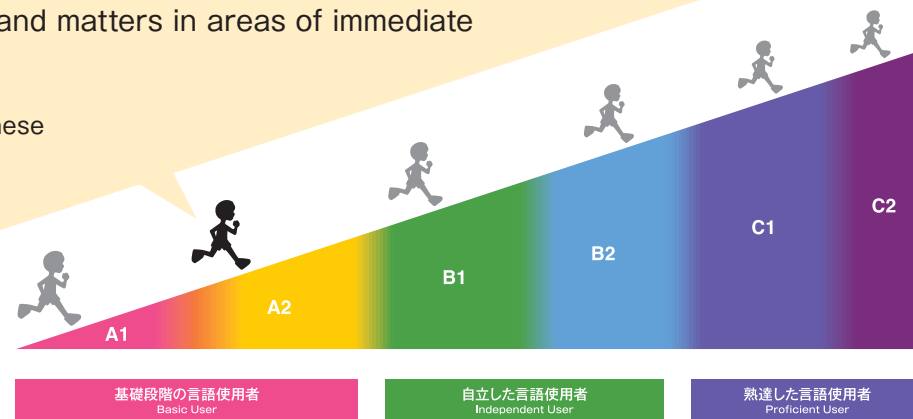 and matters in areas of immediate
A1
A2
B1
B2
C1
C2
基礎段階の言語使用者
Basic User
自立した言語使用者
Independent User
熟達した言語使用者
Proficient User